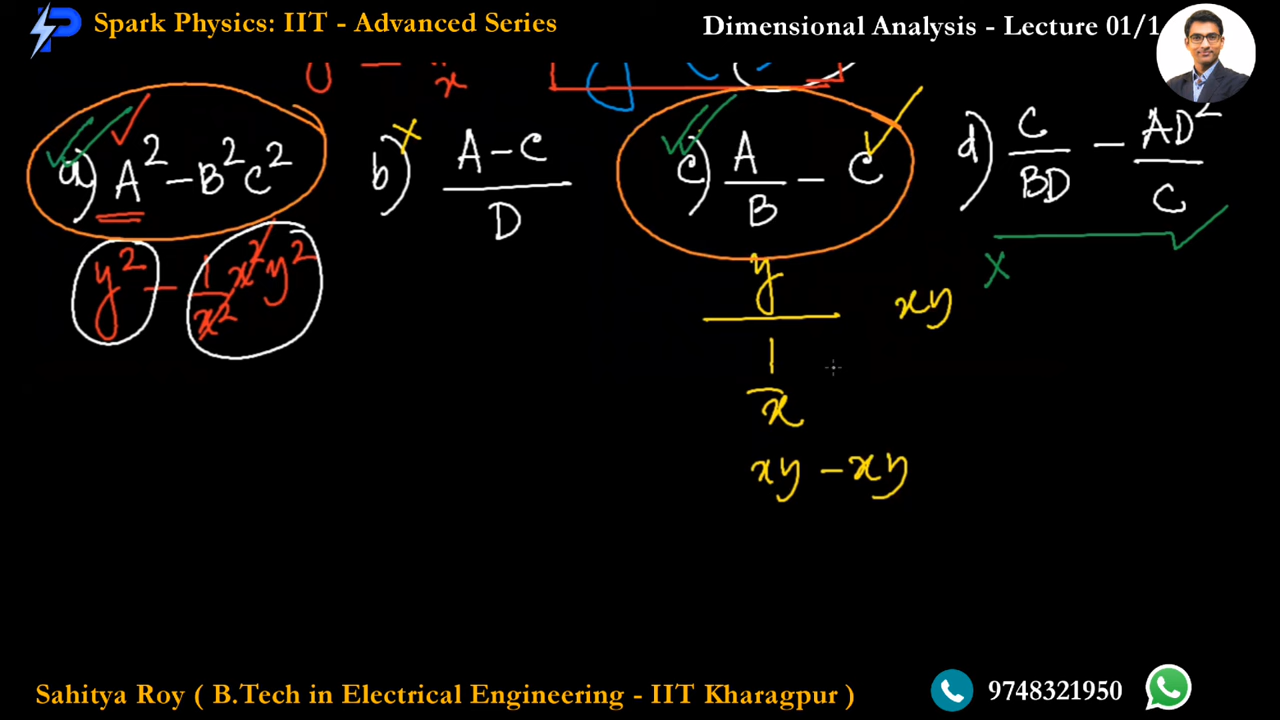 Spark Physics: IIT - Advanced Series
Dimensional Analysis - Lecture 01/1
x
a) A² - B²C²
b) (A - C)/D
c) A/B - C
d) C/BD - AD²/C
y² - 1/x² x²y²
y
1/x
xy
x
xy - xy
Sahitya Roy ( B.Tech in Electrical Engineering - IIT Kharagpur )
9748321950